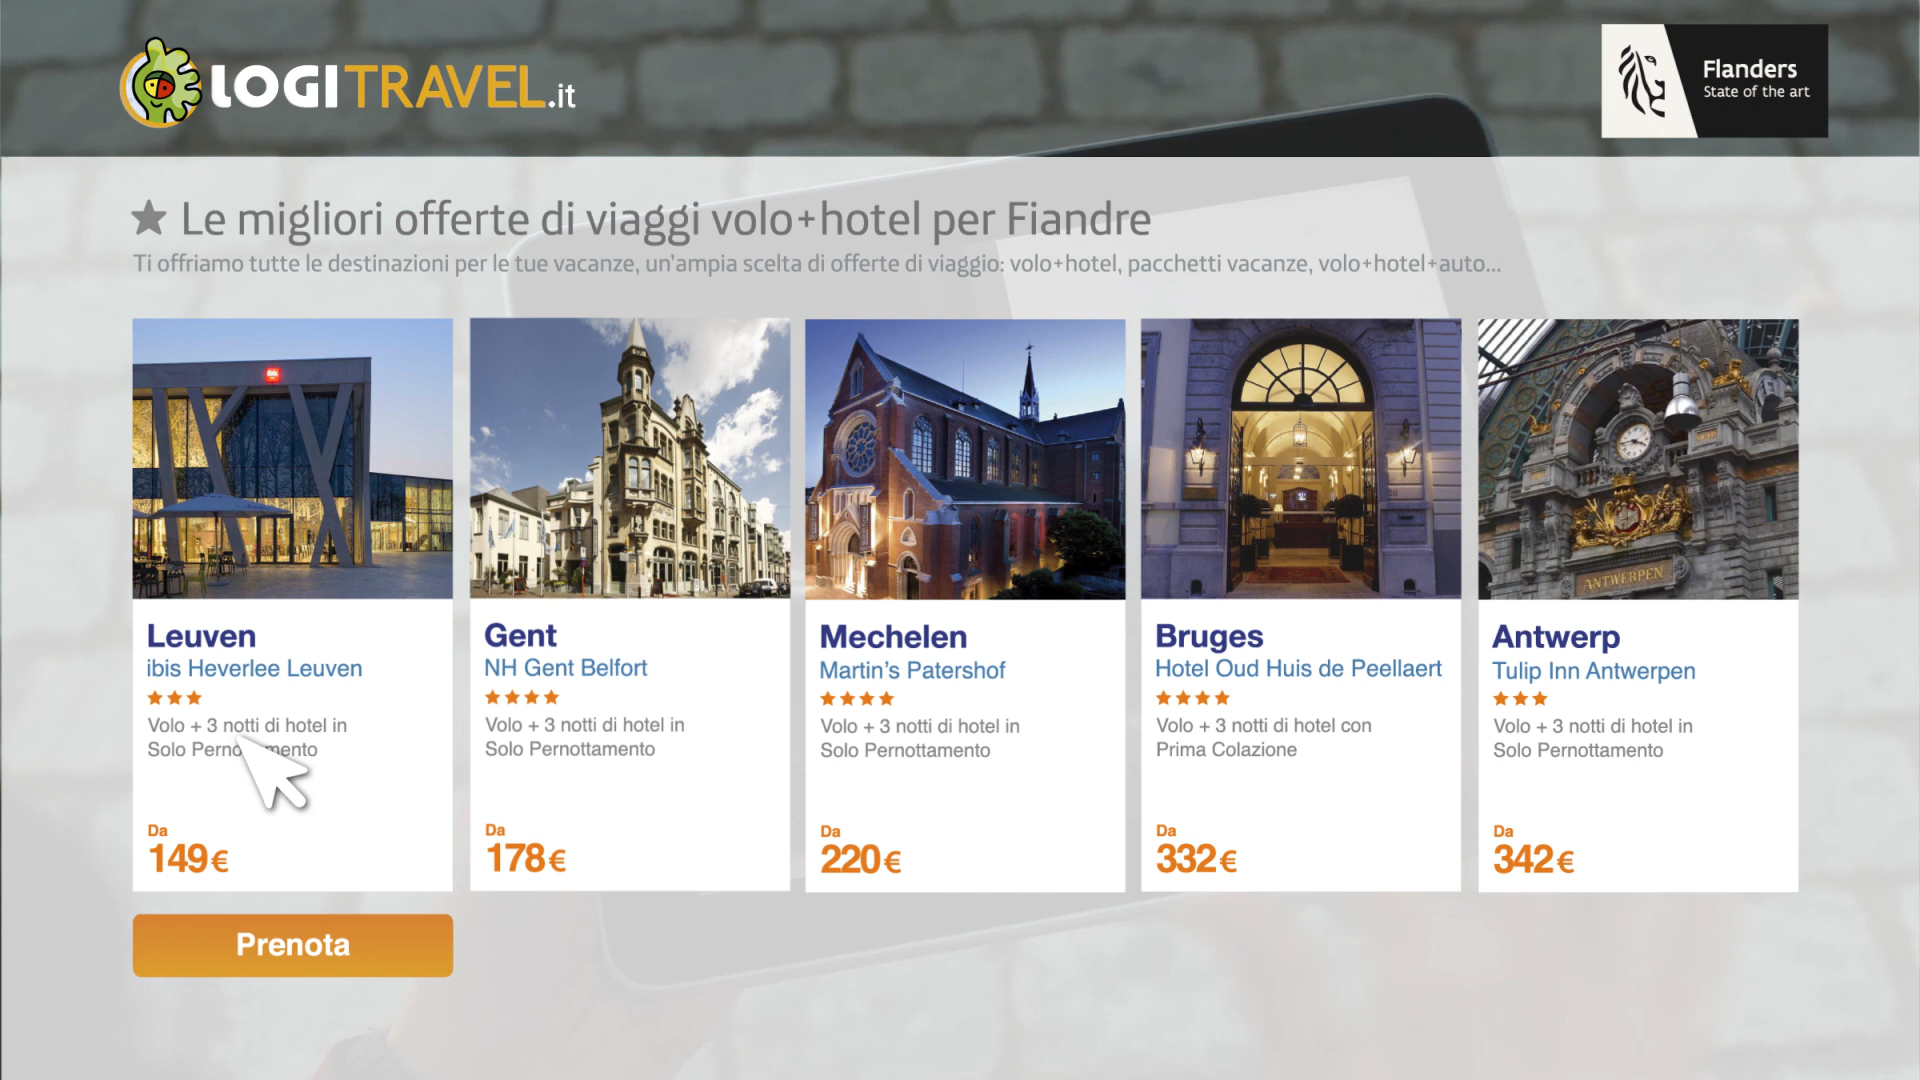 LOGITRAVEL.it
Flanders
State of the art
Le migliori offerte di viaggi volo+hotel per Fiandre
Ti offriamo tutte le destinazioni per le tue vacanze, un'ampia scelta di offerte di viaggio: volo+hotel, pacchetti vacanze, volo+hotel+auto...
ibis
ANTWERPEN
Leuven
ibis Heverlee Leuven
Volo + 3 notti di hotel in
Solo
Da
149€
Gent
NH Gent Belfort
Volo + 3 notti di hotel in
Solo Pernottamento
Da
178€
Mechelen
Martin's Patershof
Volo + 3 notti di hotel in
Solo Pernottamento
Da
220€
Bruges
Hotel Oud Huis de Peellaert
Volo + 3 notti di hotel con
Prima Colazione
Da
332€
Antwerp
Tulip Inn Antwerpen
Volo + 3 notti di hotel in
Solo Pernottamento
Da
342€
Prenota